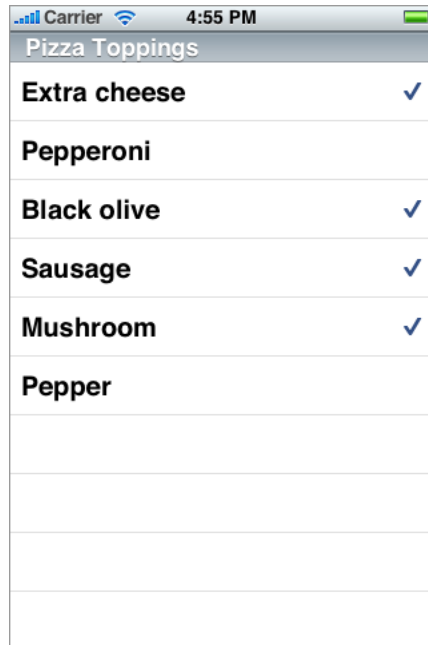 Carrier 4:55 PM
Pizza Toppings
Extra cheese
Pepperoni
Black olive
Sausage
Mushroom
Pepper